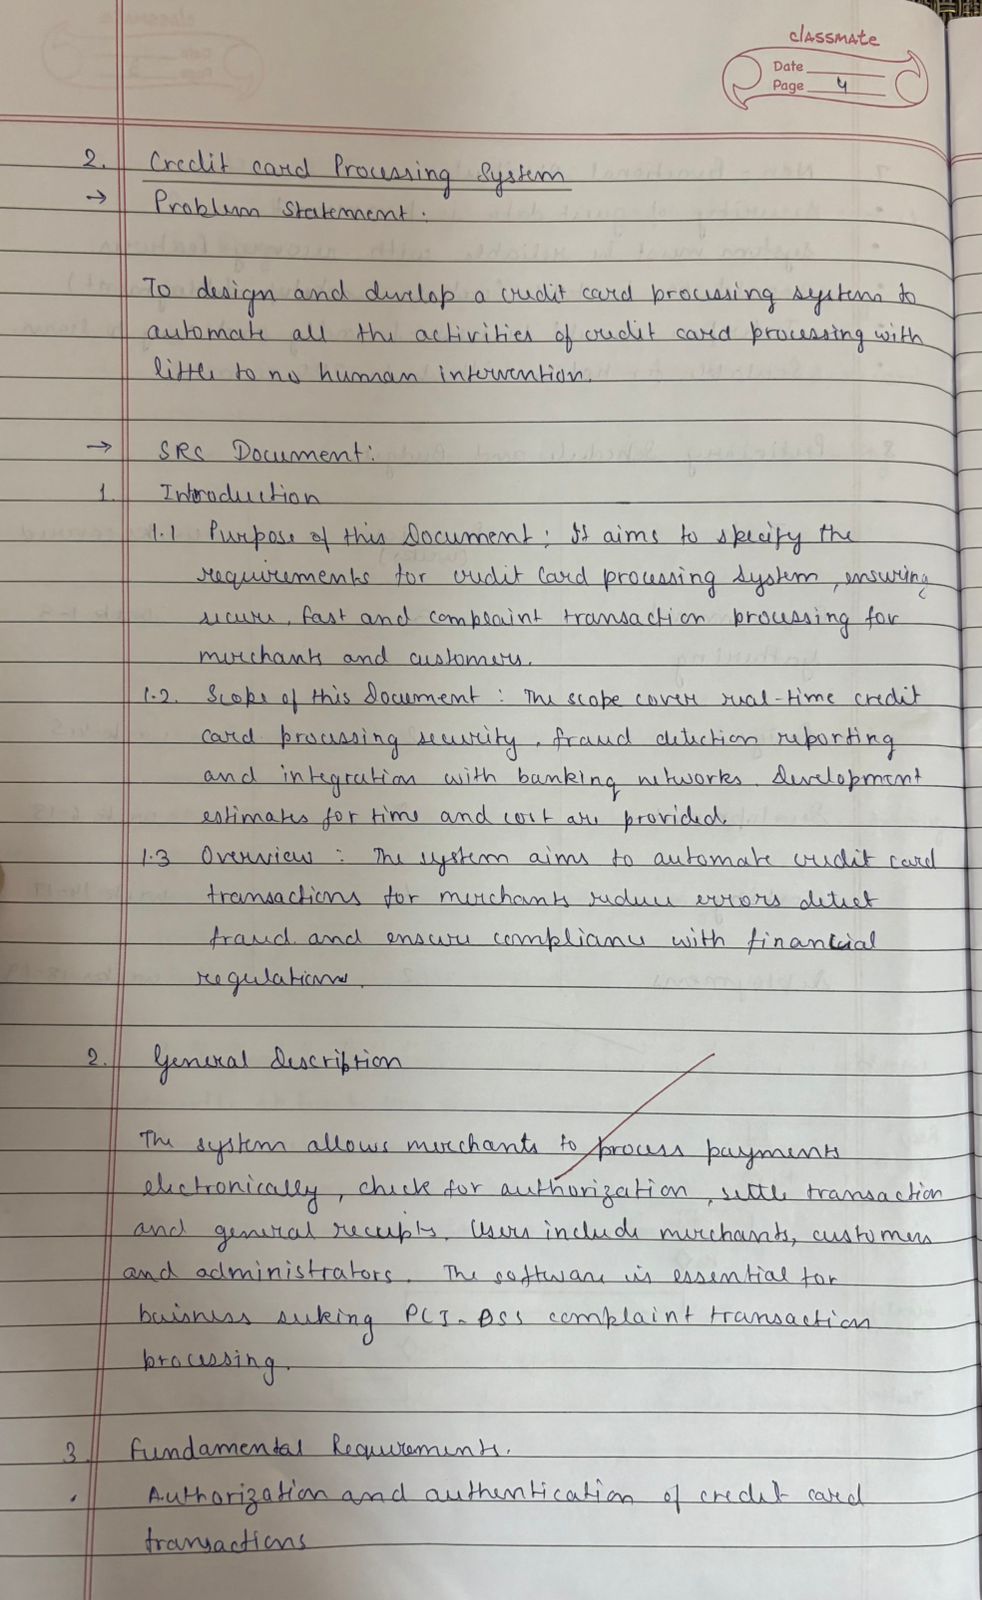 classmate
Date
Page 4
2. Credit card Processing System
→ Problem Statement:
To design and develop a credit card processing system to
automate all the activities of credit card processing with
little to no human intervention.
→ SRS Document:
1. Introduction
1.1 Purpose of this Document: It aims to specify the
requirements for credit card processing system, ensuring
secure, fast and complaint transaction processing for
merchants and customers.
1.2. Scope of this Document: The scope cover real-time credit
card processing security, fraud detection reporting
and integration with banking networks. Development
estimates for time and cost are provided.
1.3 Overview: The system aims to automate credit card
transactions for merchants reduce errors detect
fraud and ensure compliance with financial
regulations.
2. General Description
The system allows merchants to process payments
electronically, check for authorization, settle transaction
and general receipts. Users include merchants, customers
and administrators. The software is essential for
buisness seeking PCI-DSS complaint transaction
processing.
3. Fundamental Requirements.
. Authorization and authentication of credit card
transactions